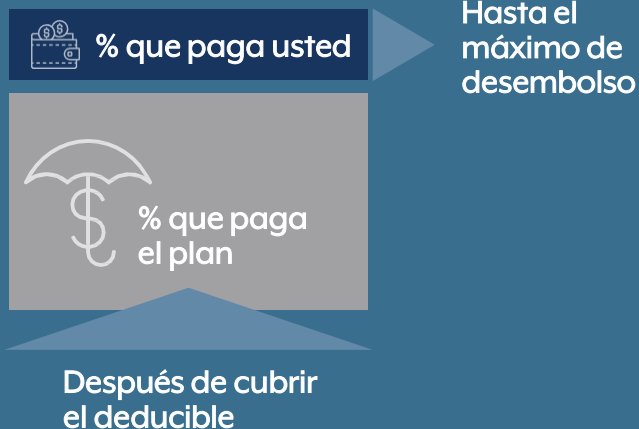 % que paga usted
Hasta el
máximo de
desembolso
% que paga
el plan
Después de cubrir
el deducible